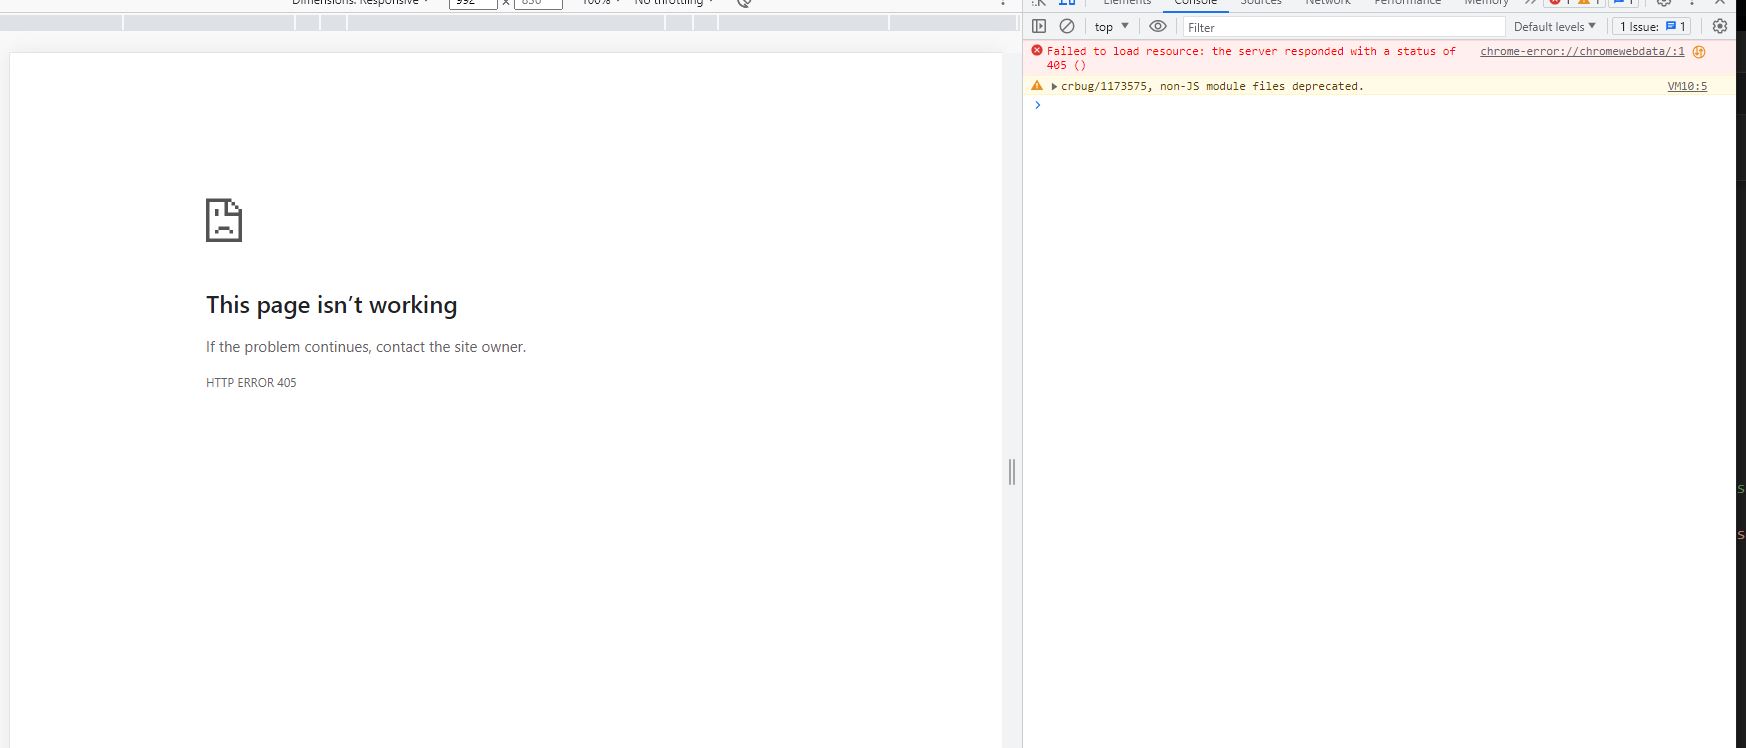 Dimensions: Responsive 992 x 830 100% No throttling
Elements Console Sources Network Performance Memory 1 1 1
top Filter Default levels 1 Issue: 1
Failed to load resource: the server responded with a status of chrome-error://chromewebdata/:1
405 ()
crbug/1173575, non-JS module files deprecated. VM10:5
This page isn’t working
If the problem continues, contact the site owner.
HTTP ERROR 405
s
s